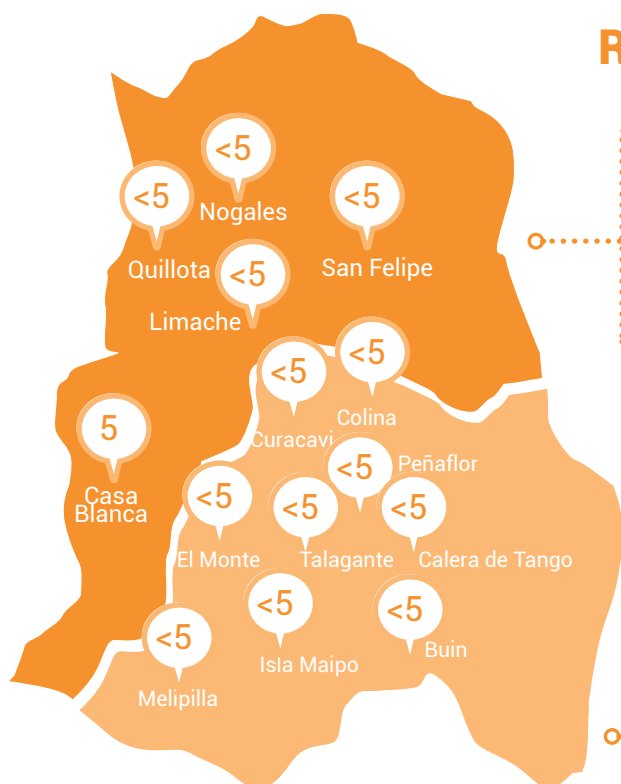 R
<5
Nogales
<5
Quillota
<5
San Felipe
<5
Limache
<5
Colina
<5
Curacavi
5
Casa
Blanca
<5
Peñaflor
<5
El Monte
<5
Talagante
<5
Calera de Tango
<5
Isla Maipo
<5
Buin
<5
Melipilla